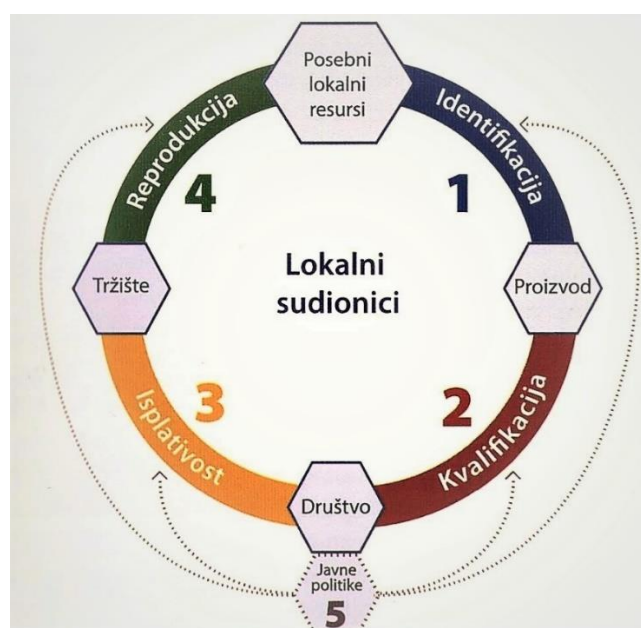 Posebni
lokalni
resursi
Reprodukcija
Identifikacija
4
1
Tržište
Lokalni
sudionici
Proizvod
3
2
Isplativost
Kvalifikacija
Društvo
Javne
politike
5